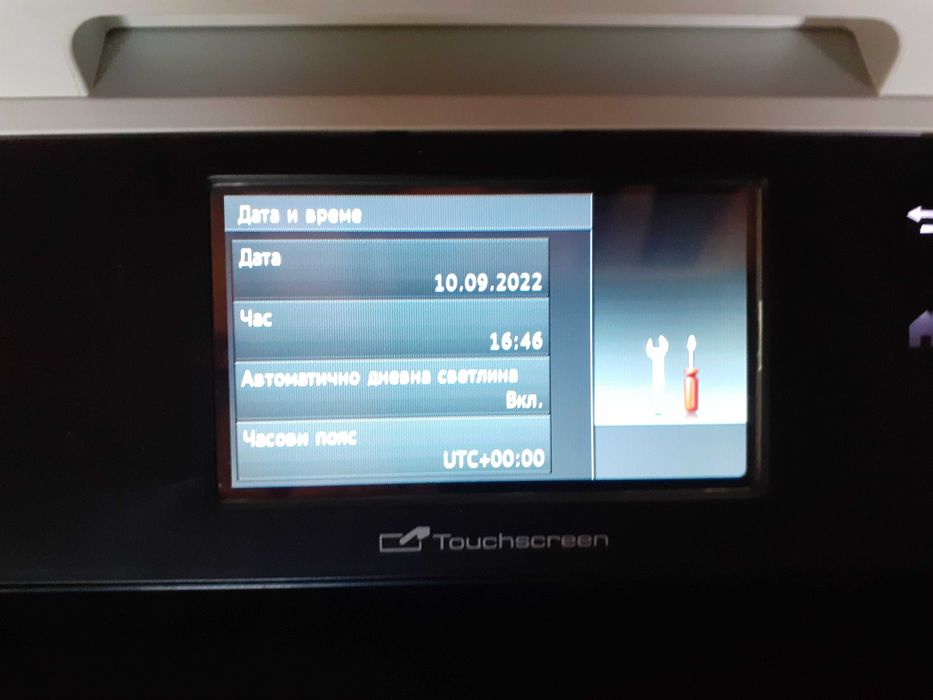 Дата и време
Дата
10.09.2022
Час
16:46
Автоматично дневна светлина
Вкл.
Часови пояс
UTC+00:00
Touchscreen